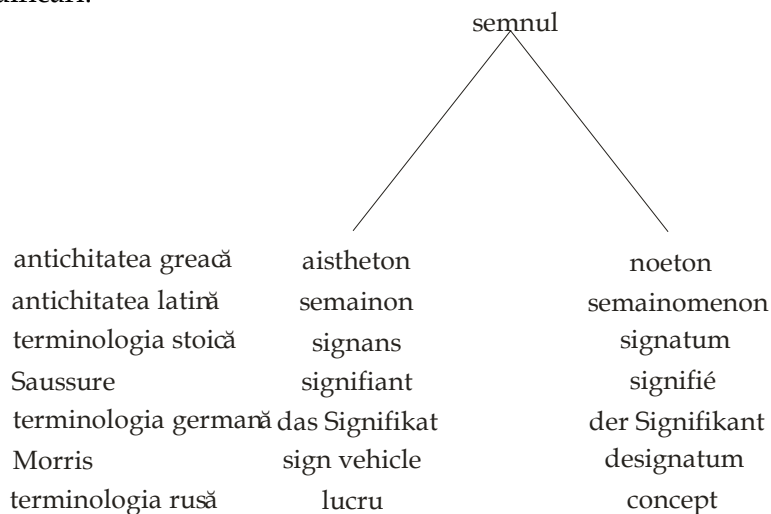 semnul
antichitatea greacă aistheton noeton
antichitatea latină semainon semainomenon
terminologia stoică signans signatum
Saussure signifiant signifié
terminologia germană das Signifikat der Signifikant
Morris sign vehicle designatum
terminologia rusă lucru concept